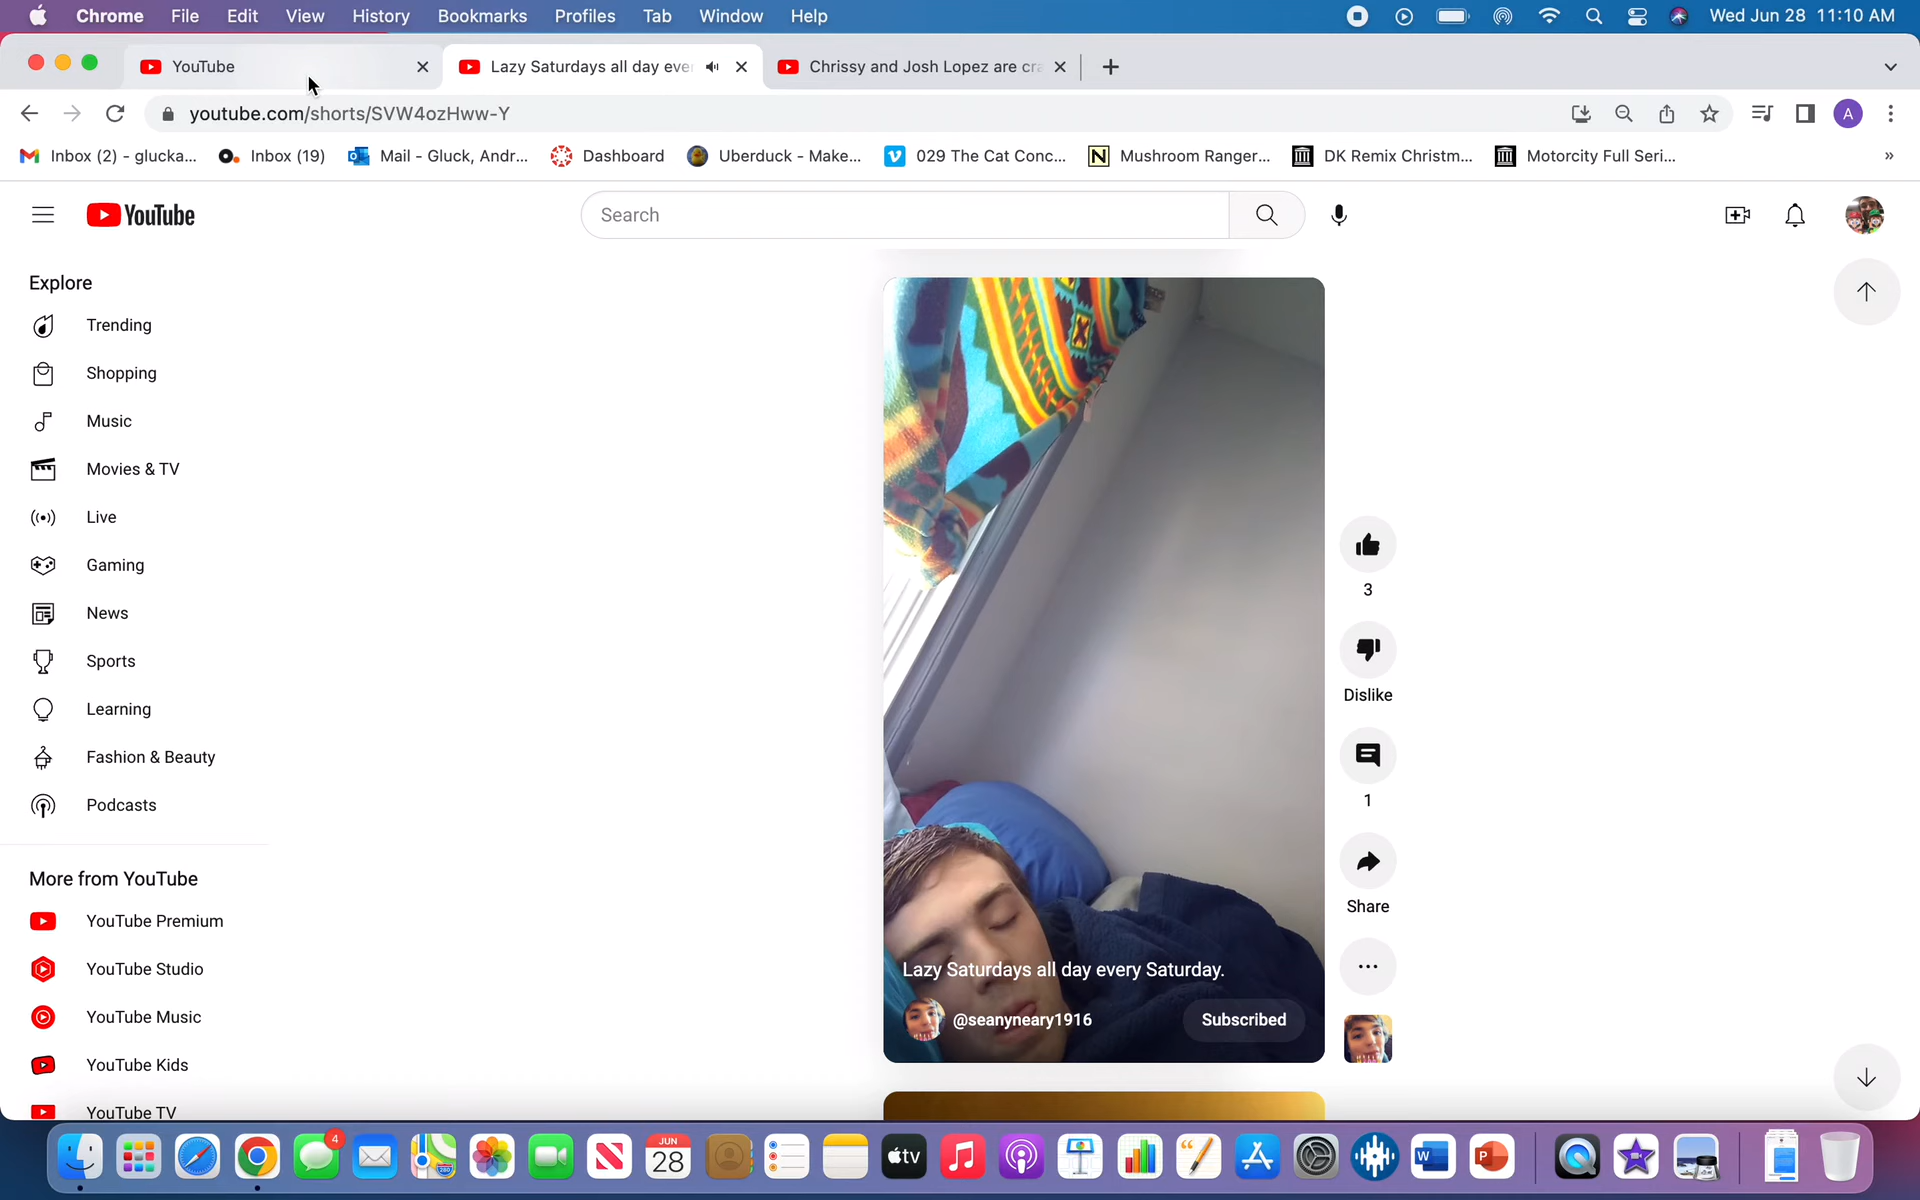 Chrome File Edit View History Bookmarks Profiles Tab Window Help Wed Jun 28 11:10 AM
YouTube Lazy Saturdays all day eve Chrissy and Josh Lopez are cra
youtube.com/shorts/SVW4ozHww-Y A
Inbox (2) - glucka... Inbox (19) Mail - Gluck, Andr... Dashboard Uberduck - Make... 029 The Cat Conc... Mushroom Ranger... DK Remix Christm... Motorcity Full Seri... »
YouTube Search
Explore
Trending
Shopping
Music
Movies & TV
Live
Gaming
News
Sports
Learning
Fashion & Beauty
Podcasts
More from YouTube
YouTube Premium
YouTube Studio
YouTube Music
YouTube Kids
YouTube TV
3
Dislike
1
Share
Lazy Saturdays all day every Saturday.
@seanyneary1916 Subscribed
4
280
JUN
28
tv
W
P